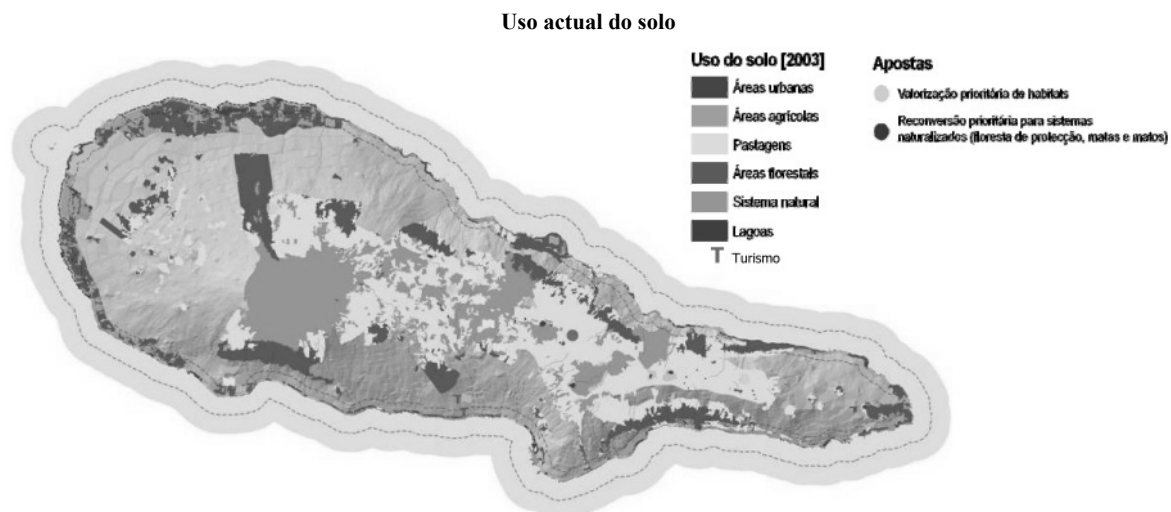 Uso actual do solo
Uso do solo [2003]
Áreas urbanas
Áreas agrícolas
Pastagens
Áreas florestais
Sistema natural
Lagoas
T Turismo
Apostas
Valorização prioritária de habitats
Reconversão prioritária para sistemas
naturalizados (floresta de protecção, matas e matos)